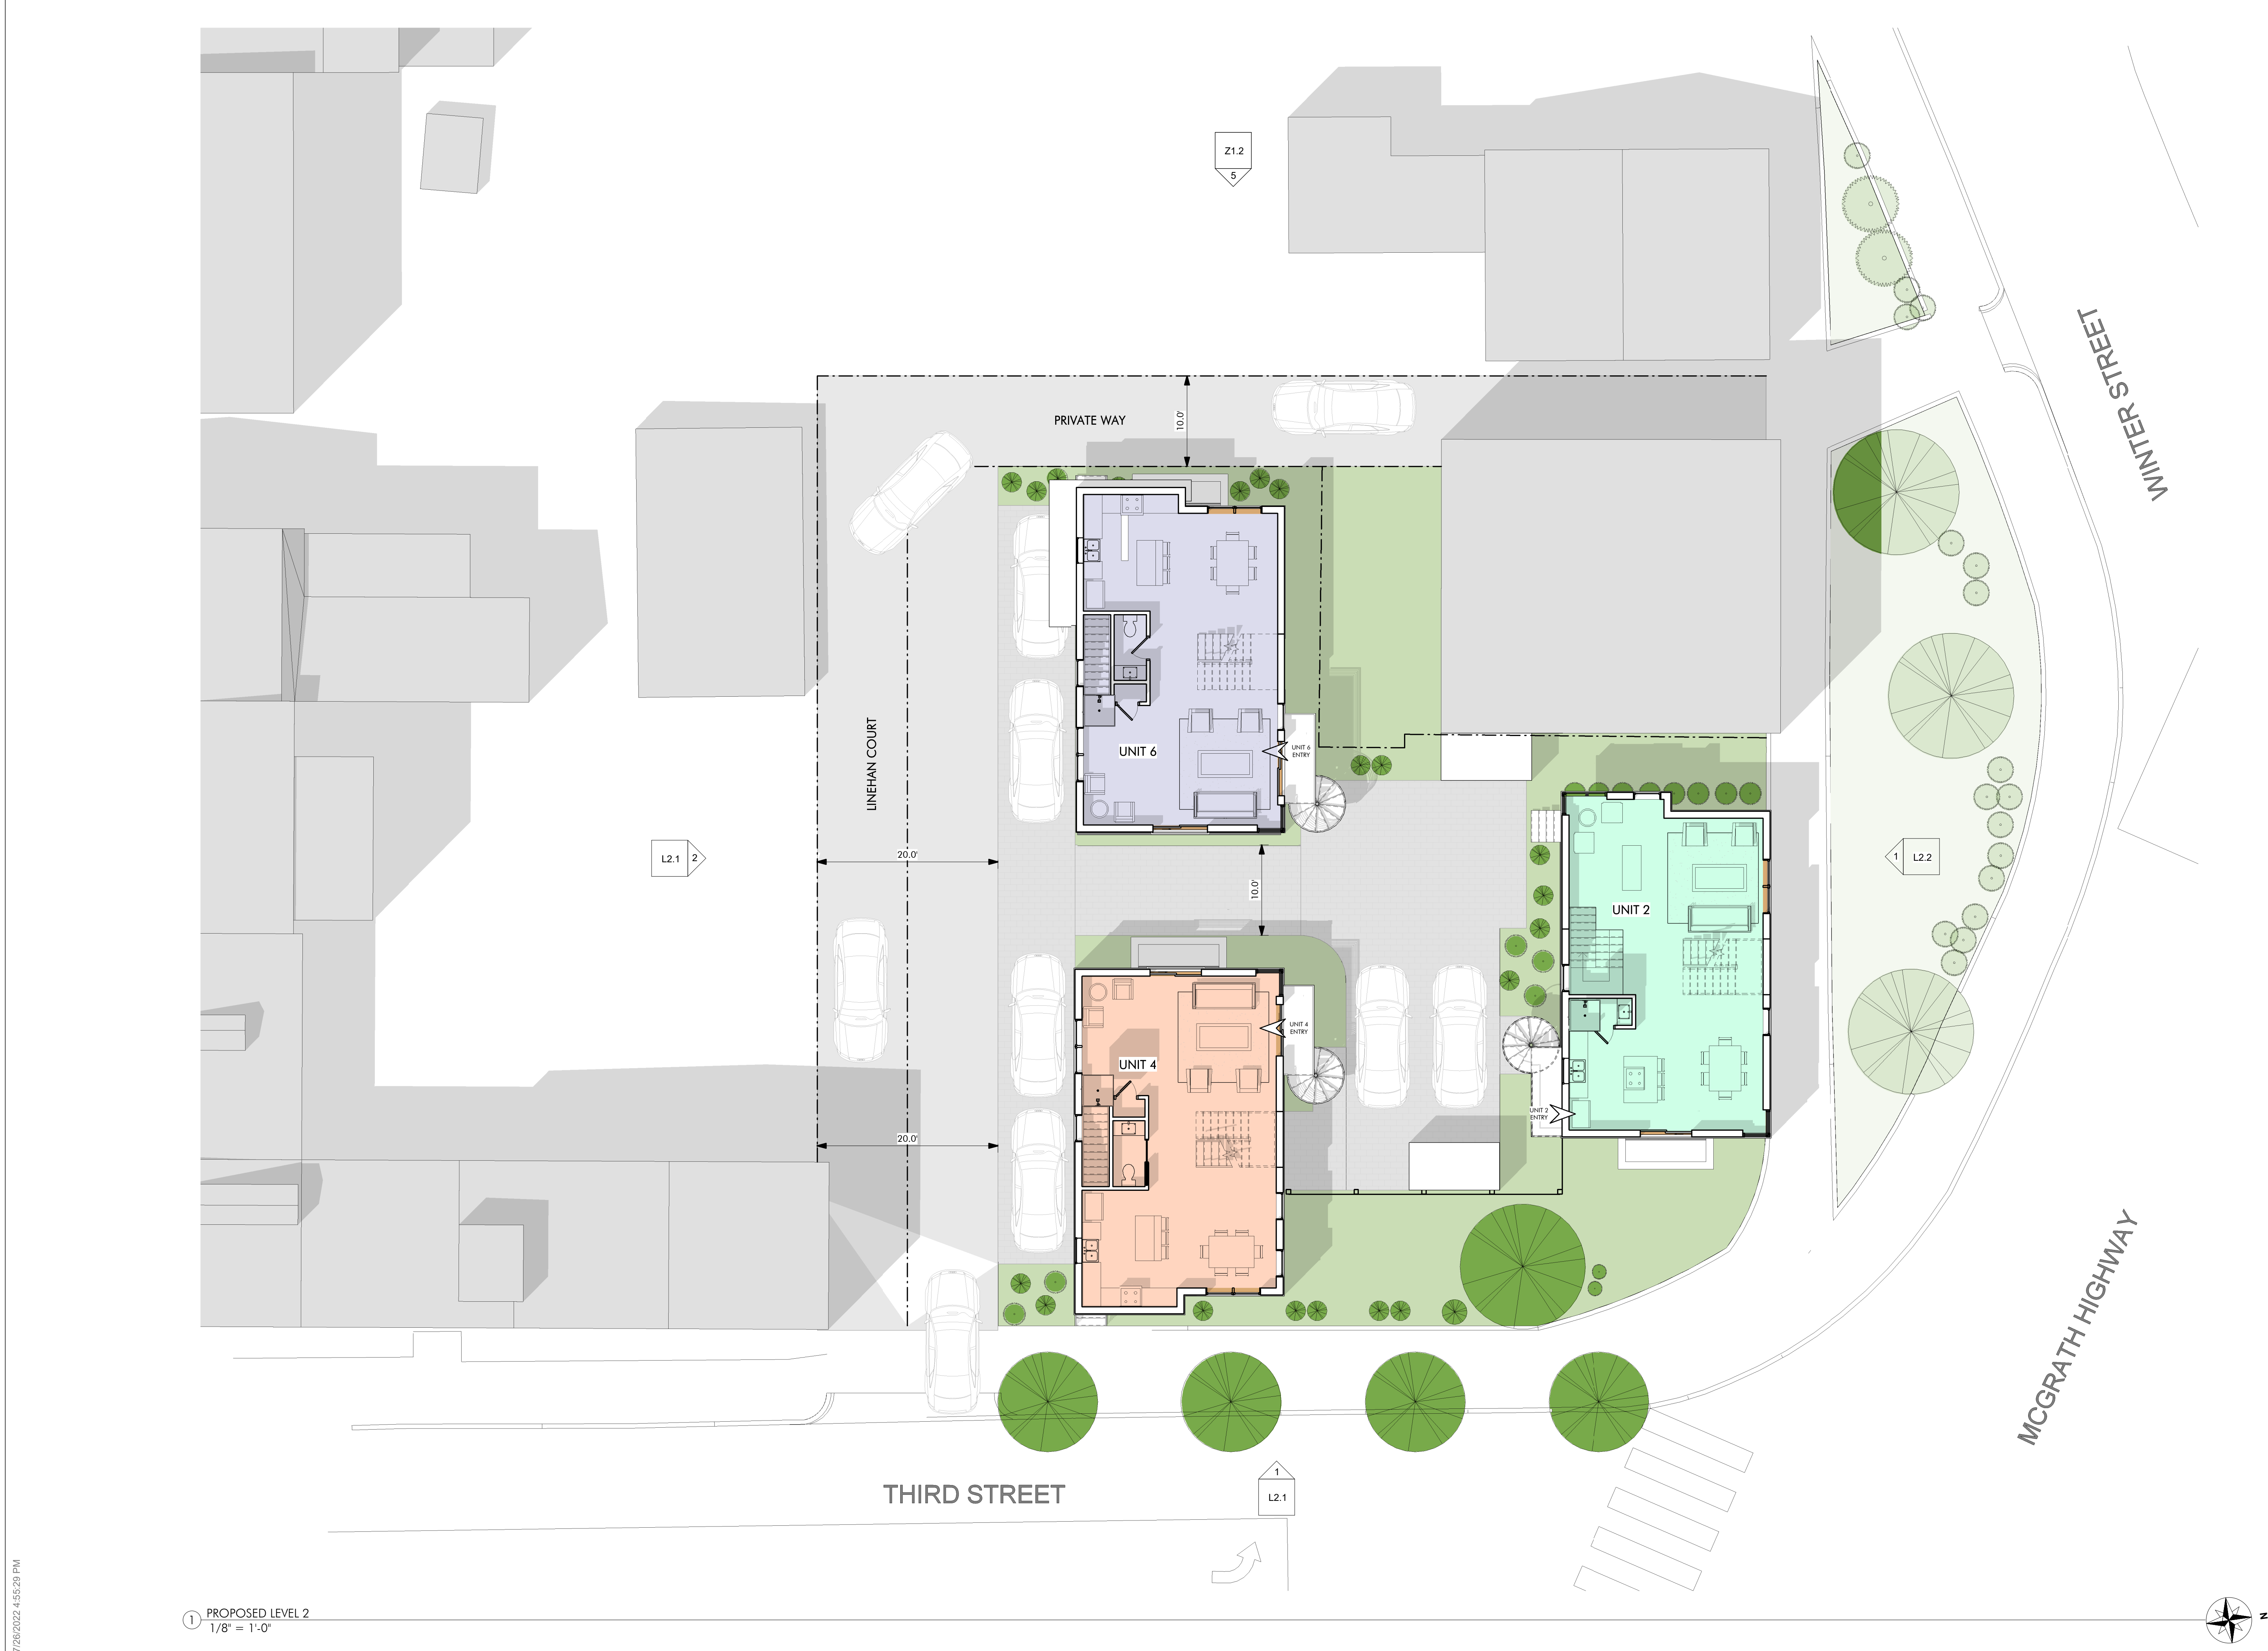 Z1.2
5
WINTER STREET
PRIVATE WAY
10.0'
LINEHAN COURT
UNIT 6
UNIT 6
ENTRY
20.0'
L2.1
2
10.0'
1
L2.2
UNIT 2
UNIT 4
ENTRY
UNIT 4
UNIT 2
ENTRY
20.0'
MCGRATH HIGHWAY
THIRD STREET
1
L2.1
7/26/2022 4:55:29 PM
1
PROPOSED LEVEL 2
1/8" = 1'-0"
N